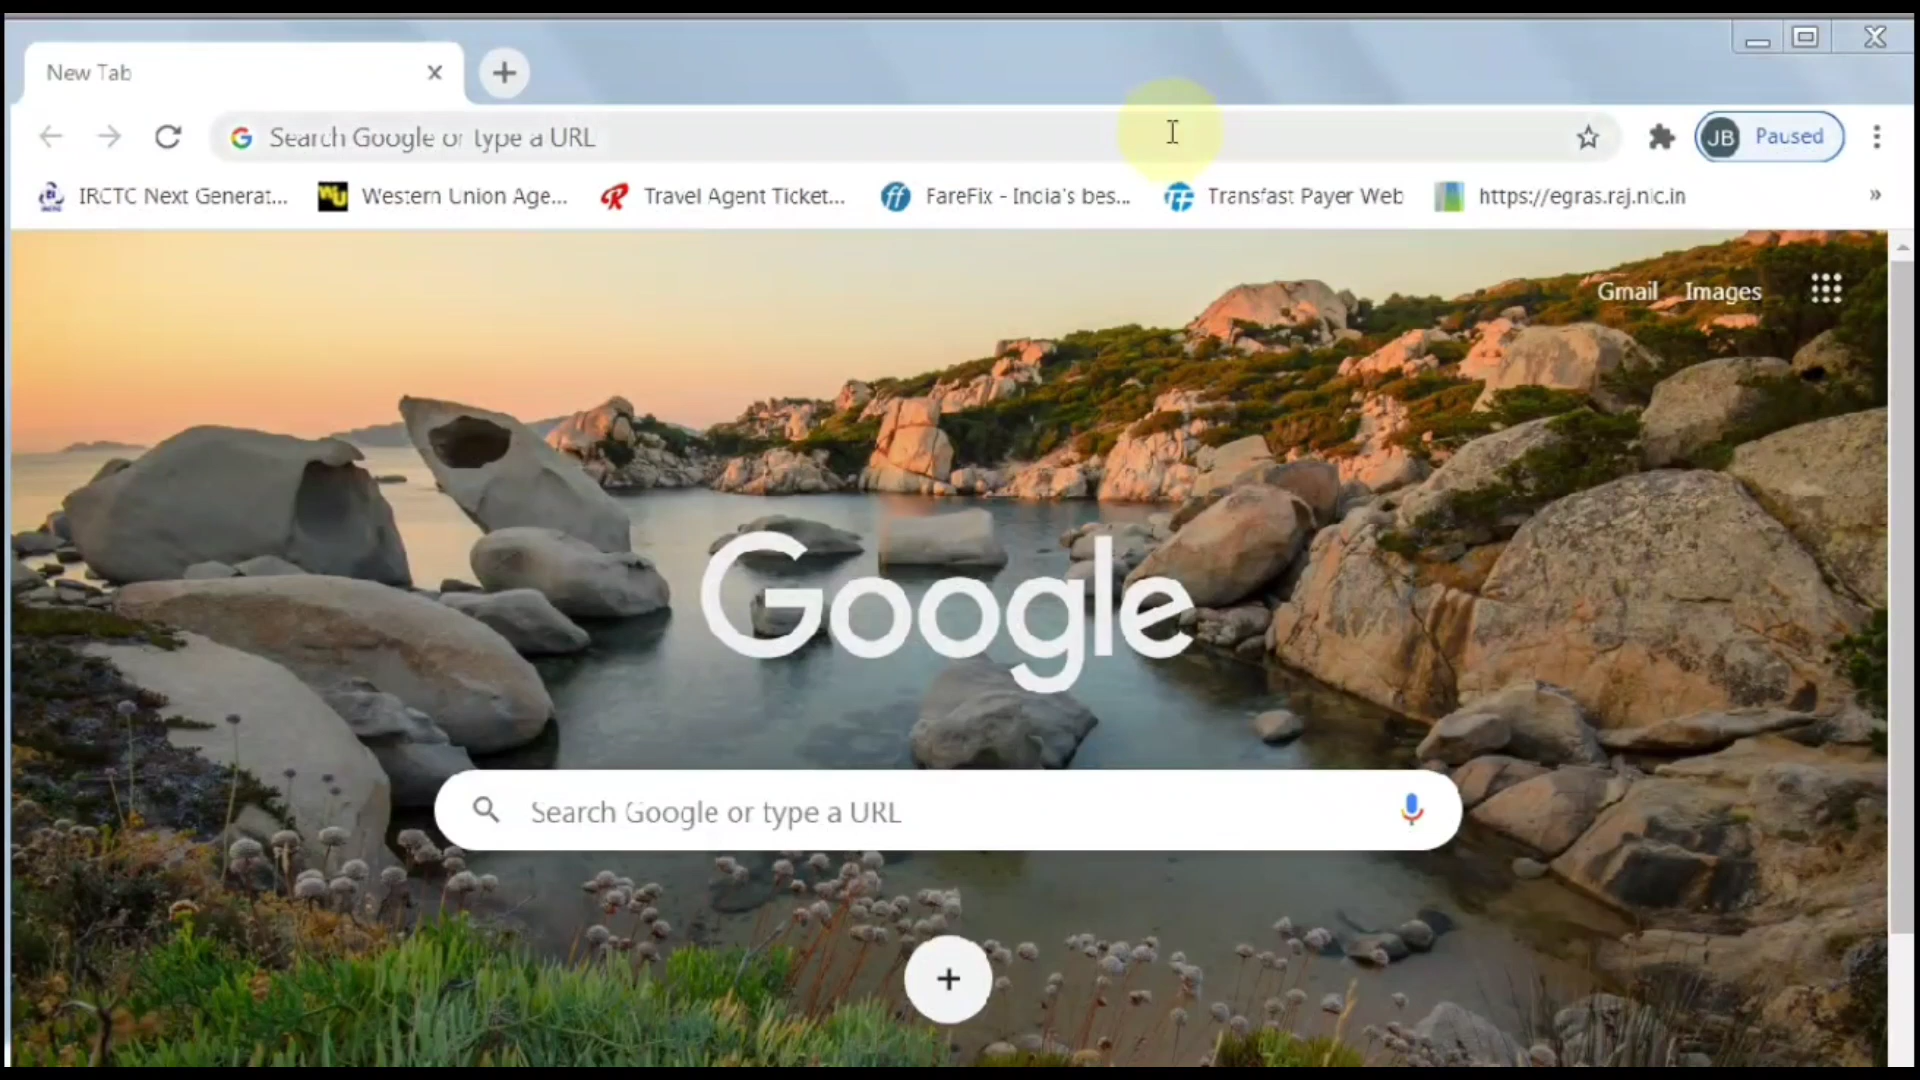 New Tab
Search Google or type a URL
JB Paused
IRCTC Next Generat... Western Union Age... Travel Agent Ticket... FareFix - Incia's bes... Transfast Payer Web https://egras.raj.nic.in
Gmail Images
Google
Search Google or type a URL